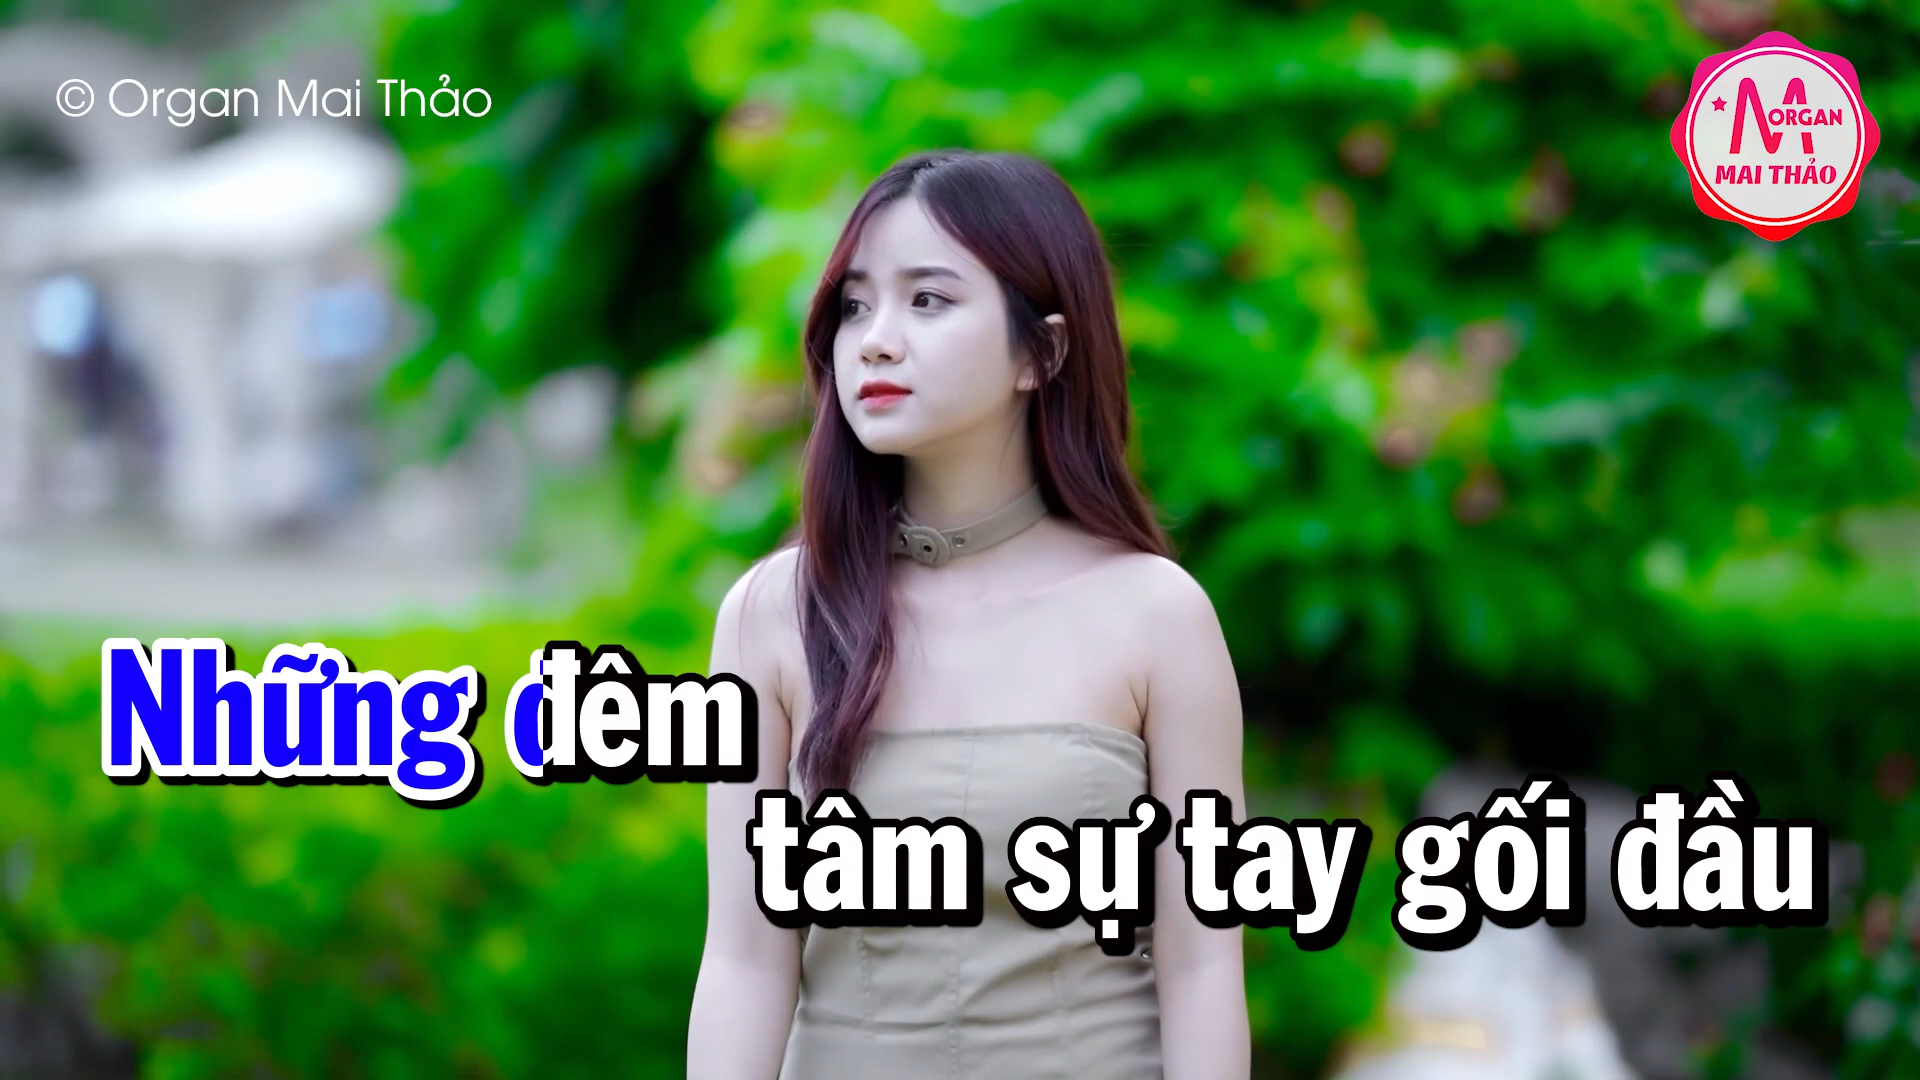 © Organ Mai Thảo
ORGAN
MAI THẢO
Những đêm
tâm sự tay gối đầu